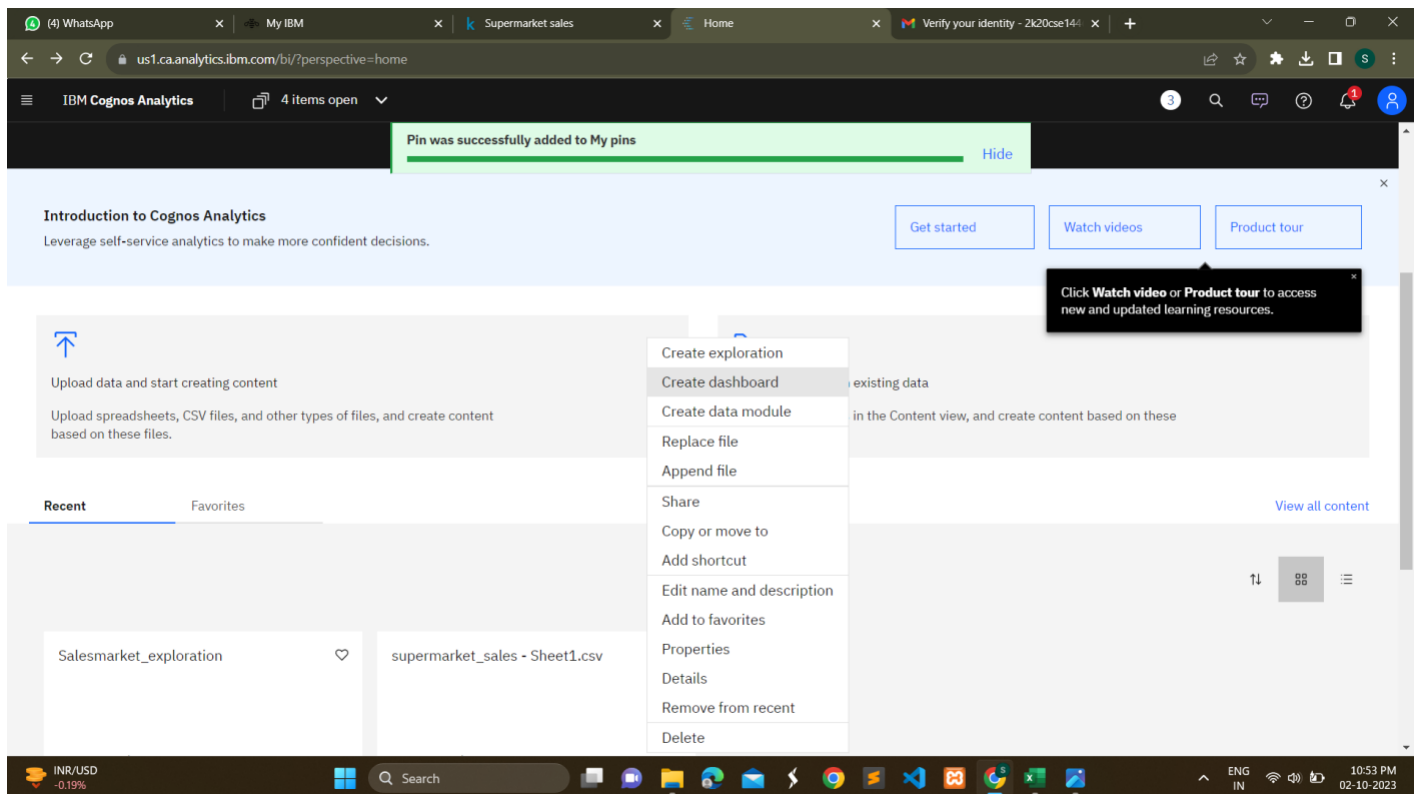 (4) WhatsApp
My IBM
Supermarket sales
Home
Verify your identity - 2k20cse144
us1.ca.analytics.ibm.com/bi/?perspective=home
S
IBM Cognos Analytics
4 items open
3
1
Pin was successfully added to My pins
Hide
Introduction to Cognos Analytics
Leverage self-service analytics to make more confident decisions.
Get started
Watch videos
Product tour
Click Watch video or Product tour to access
new and updated learning resources.
Upload data and start creating content
Upload spreadsheets, CSV files, and other types of files, and create content
based on these files.
existing data
in the Content view, and create content based on these
Create exploration
Create dashboard
Create data module
Replace file
Append file
Share
Copy or move to
Add shortcut
Edit name and description
Add to favorites
Properties
Details
Remove from recent
Delete
Recent
Favorites
View all content
Salesmarket_exploration
supermarket_sales - Sheet1.csv
INR/USD
-0.19%
Search
ENG
IN
10:53 PM
02-10-2023